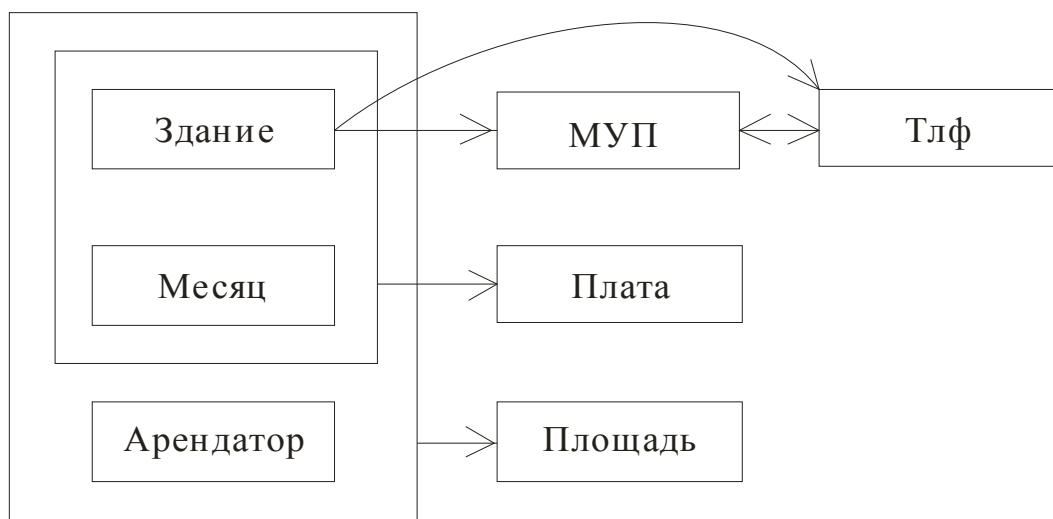 Здание
МУП
Тлф
Месяц
Плата
Арендатор
Площадь